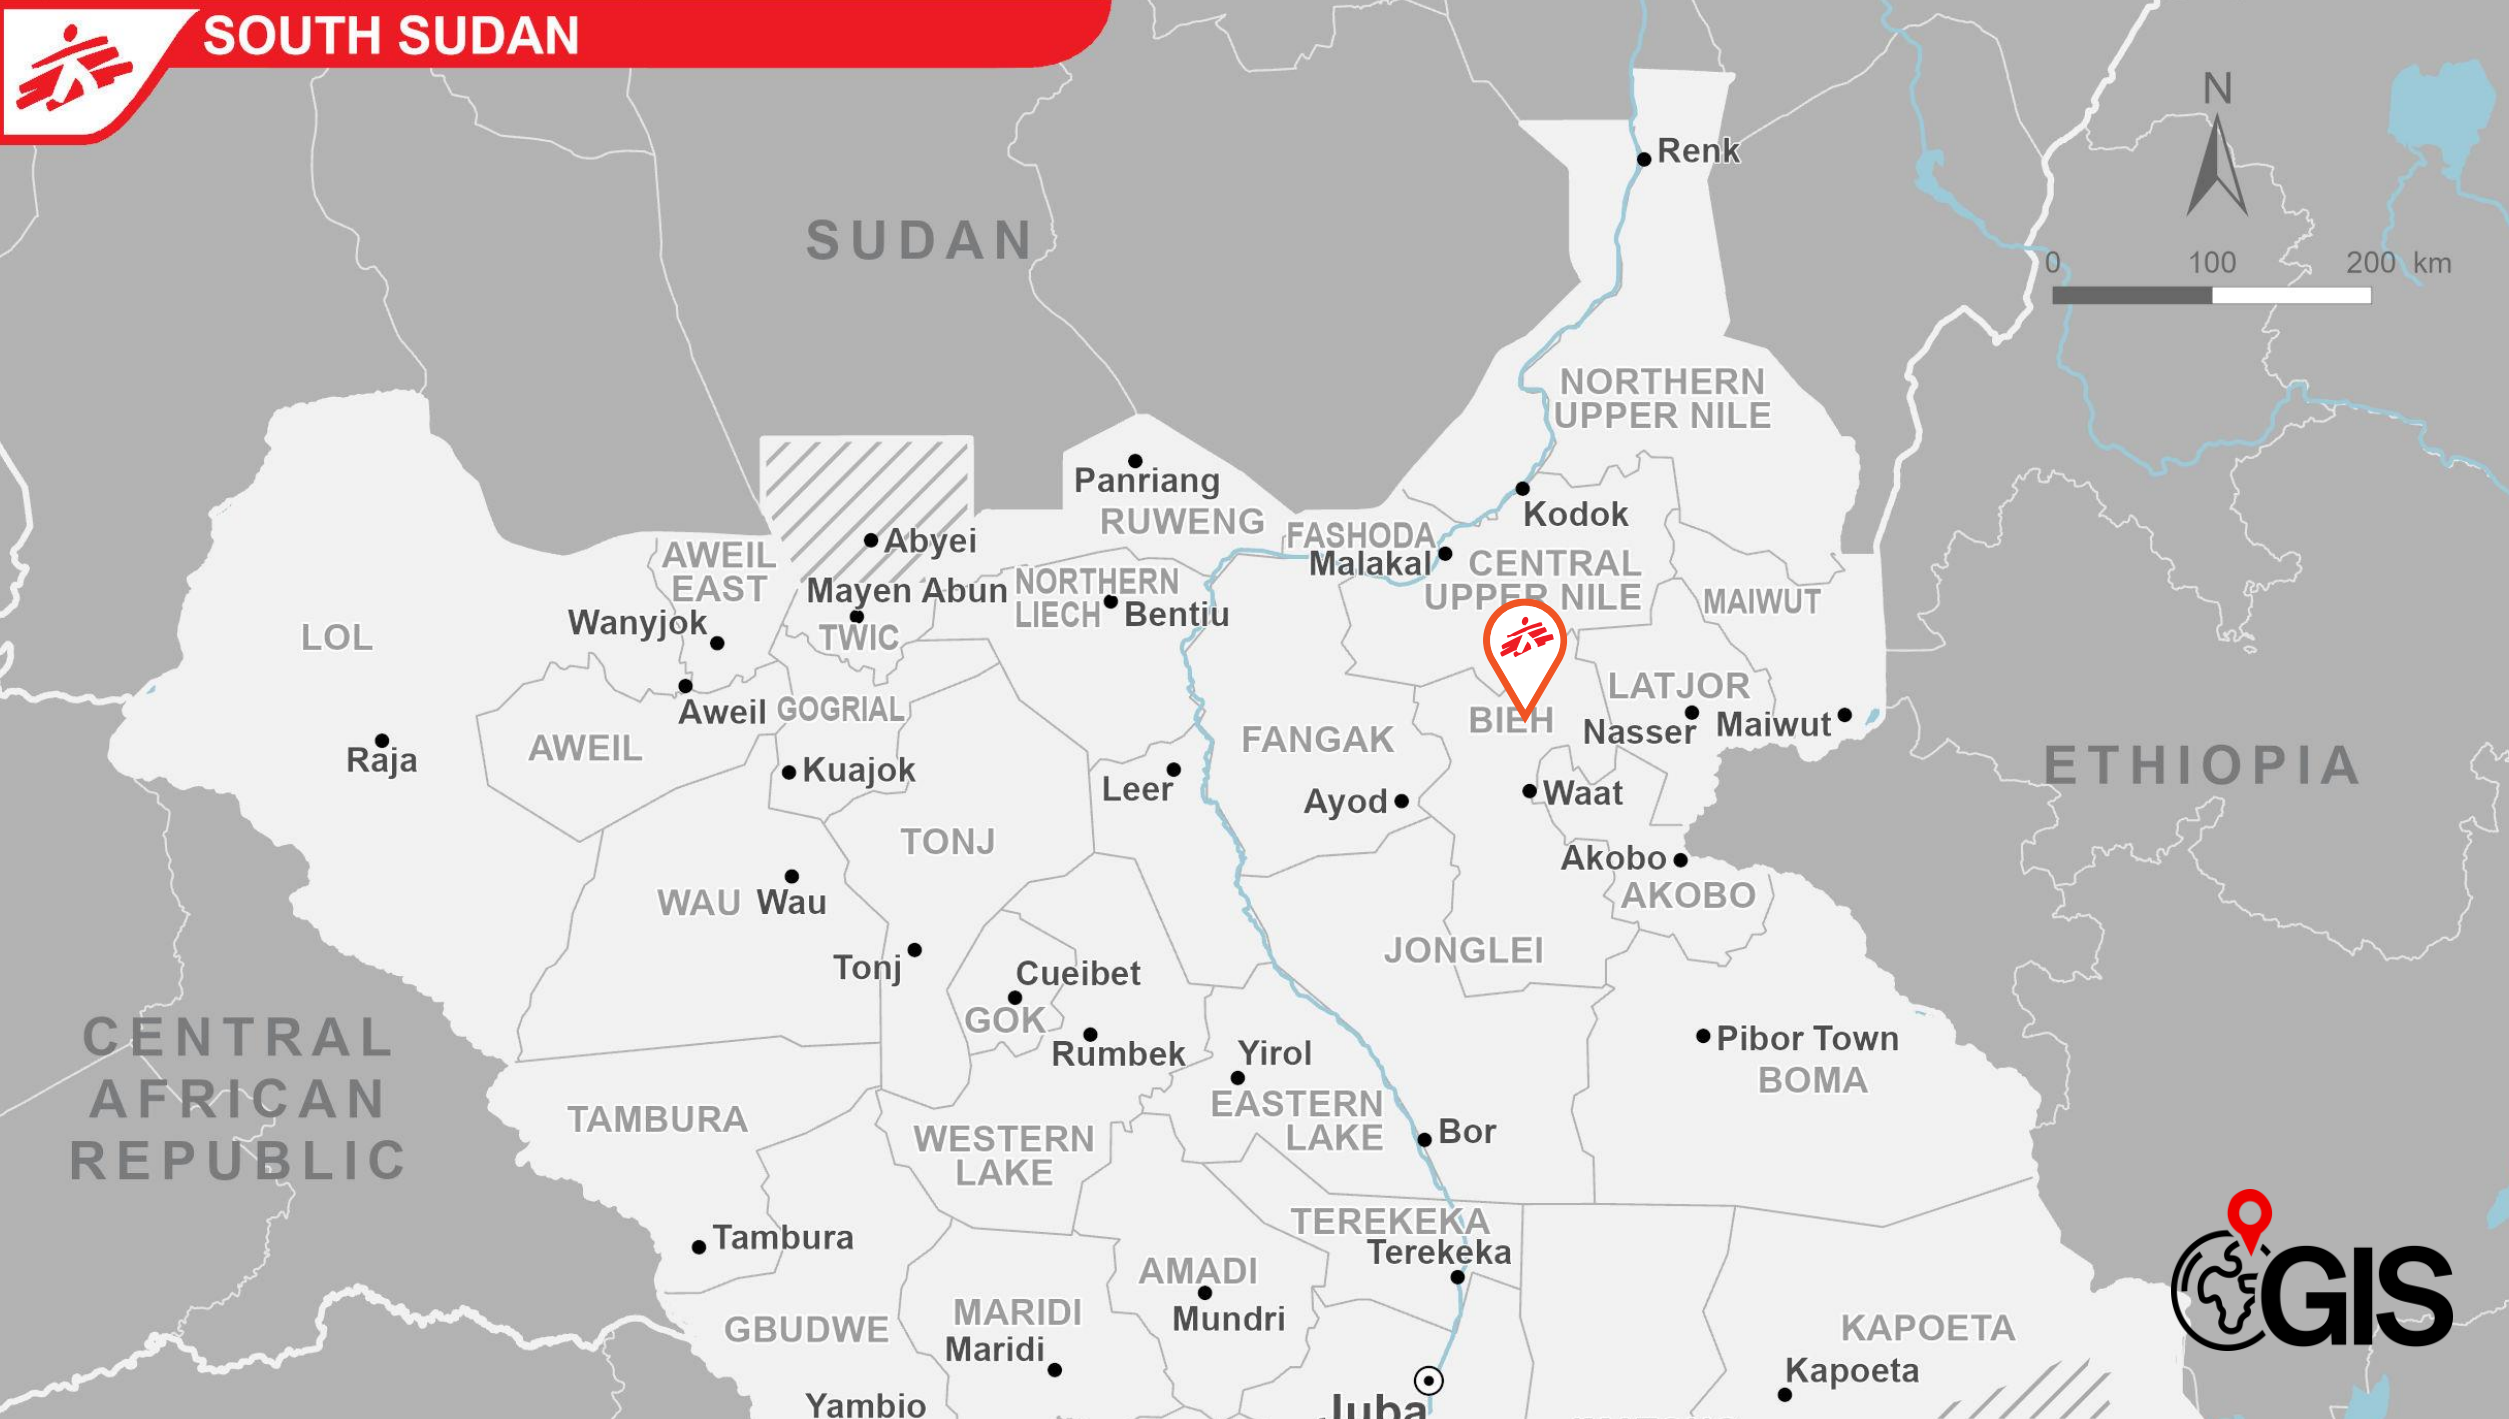 SOUTH SUDAN
N
0 100 200 km
Renk
SUDAN
NORTHERN
UPPER NILE
Panriang
RUWENG
Kodok
FASHODA
Malakal
CENTRAL
UPPER NILE
Abyei
AWEIL
EAST
Mayen Abun
NORTHERN
LIECH
Bentiu
MAIWUT
Wanyjok
TWIC
LOL
LATJOR
Aweil
GOGRIAL
BIEH
Nasser
Maiwut
FANGAK
AWEIL
Raja
Kuajok
ETHIOPIA
Leer
Ayod
Waat
TONJ
Akobo
AKOBO
WAU
Wau
JONGLEI
Tonj
Cueibet
GOK
Rumbek
Yirol
Pibor Town
BOMA
CENTRAL
AFRICAN
REPUBLIC
EASTERN
LAKE
TAMBURA
WESTERN
LAKE
Bor
TEREKEKA
Terekeka
Tambura
AMADI
Mundri
GBUDWE
MARIDI
Maridi
KAPOETA
Kapoeta
GIS
Yambio
Juba